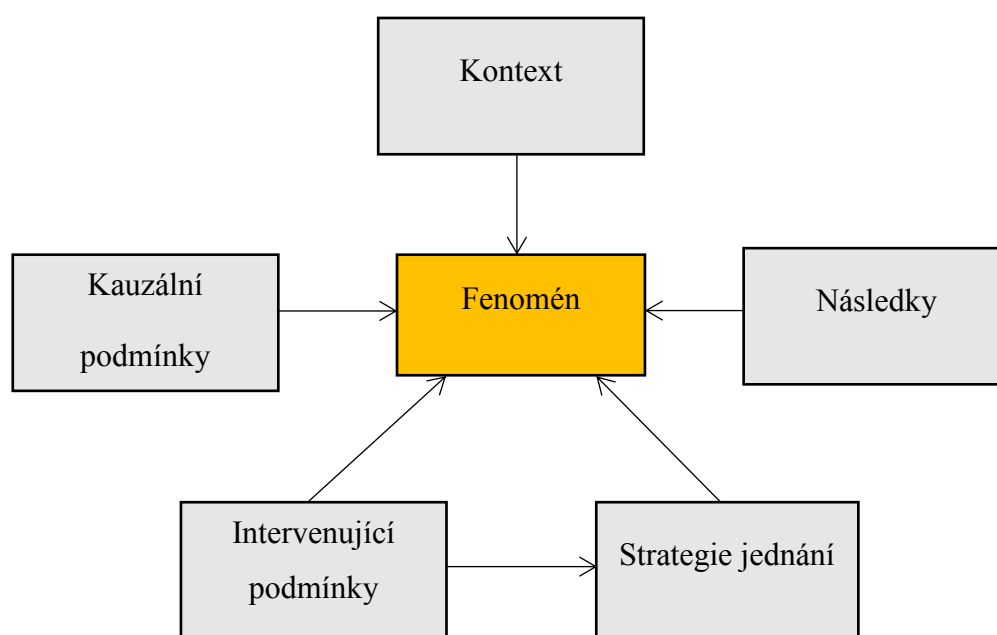 Kontext
Kauzální
podmínky
Fenomén
Následky
Intervenující
podmínky
Strategie jednání